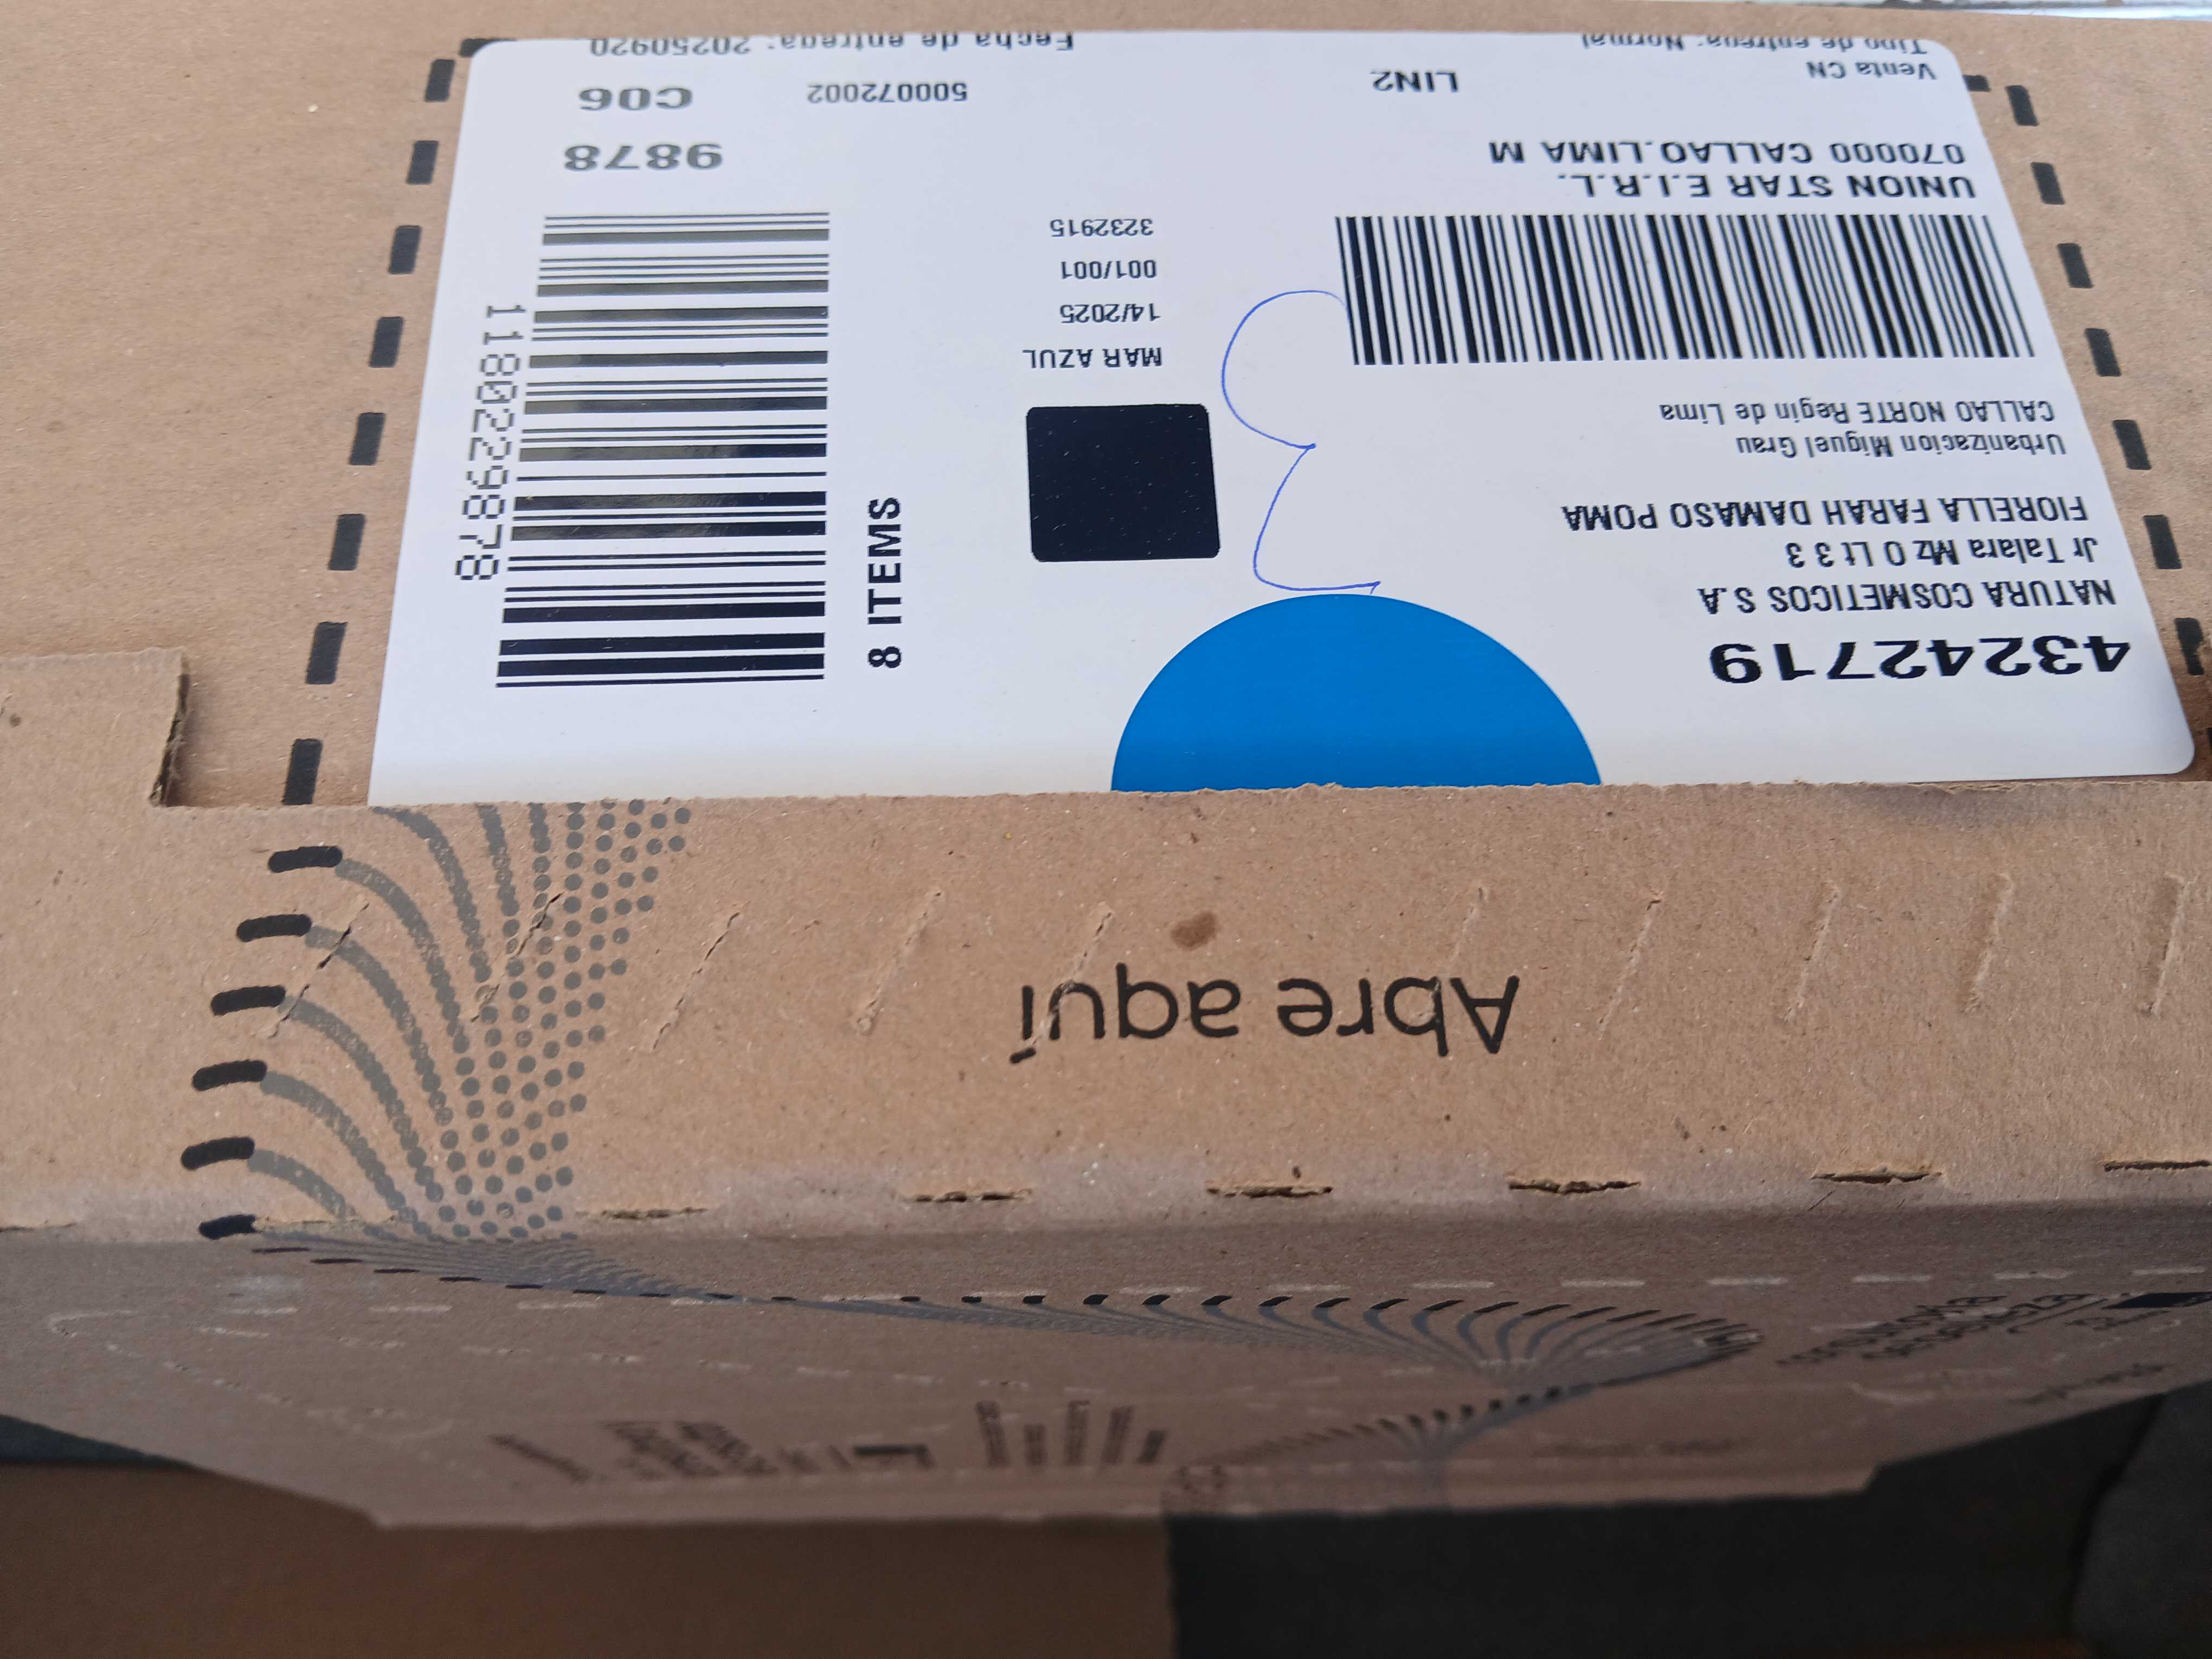 43242719
NATURA COSMETICOS S.A
Jr Talara Mz O Lt 3 3
FIORELLA FARAH DAMASO POMA
Urbanizacion Miguel Grau
CALLAO NORTE Regin de Lima
UNION STAR E.I.R.L.
070000 CALLAO.LIMA M
Venta CN
LIN2
Tipo de entrega: Normal
MAR AZUL
14/2025
001/001
3232915
8 ITEMS
1180229878
9878
500072002
C06
Fecha de entrega: 20250920
Abre aquí